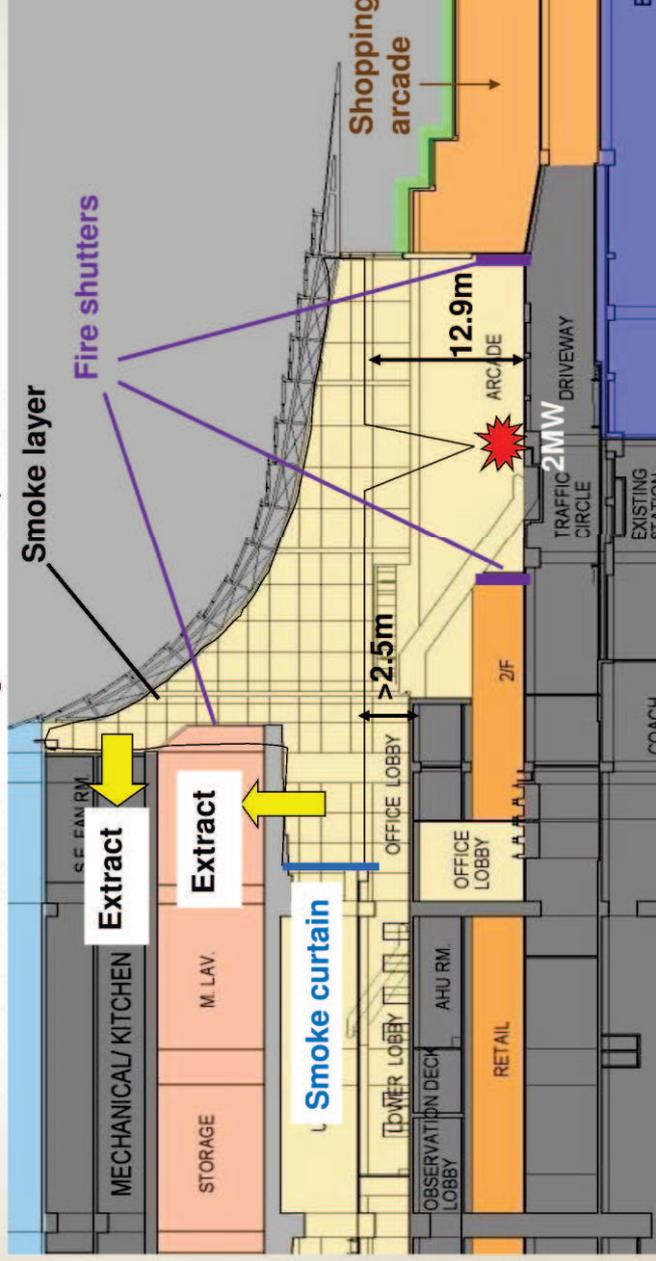 Smoke layer
Fire shutters
Shopping
arcade
Extract
Extract
Smoke curtain
>2.5m
12.9m
2MW
ARCADE
MECHANICAL/ KITCHEN
STORAGE
M. LAV.
OFFICE LOBBY
LOWER LOBBY
OFFICE
LOBBY
2/F
OBSERVATION DECK
LOBBY
AHU RM.
RETAIL
TRAFFIC
CIRCLE
DRIVEWAY
EXISTING
STATION
COACH